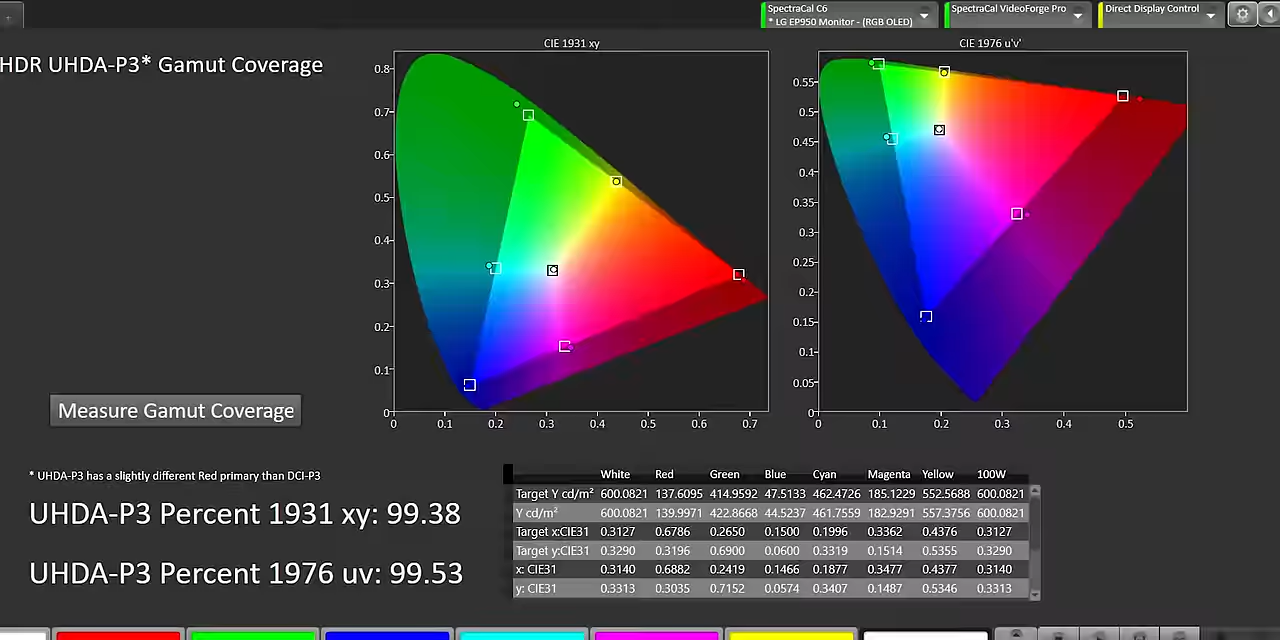 SpectraCal C6
* LG EP950 Monitor - (RGB OLED)
SpectraCal VideoForge Pro
Direct Display Control
HDR UHDA-P3* Gamut Coverage
CIE 1931 xy
0.8
0.7
0.6
0.5
0.4
0.3
0.2
0.1
0
0 0.1 0.2 0.3 0.4 0.5 0.6 0.7
CIE 1976 u'v'
0.55
0.5
0.45
0.4
0.35
0.3
0.25
0.2
0.15
0.1
0.05
0
0 0.1 0.2 0.3 0.4 0.5
Measure Gamut Coverage
* UHDA-P3 has a slightly different Red primary than DCI-P3
UHDA-P3 Percent 1931 xy: 99.38
UHDA-P3 Percent 1976 uv: 99.53
White Red Green Blue Cyan Magenta Yellow 100W
Target Y cd/m² 600.0821 137.6095 414.9592 47.5133 462.4726 185.1229 552.5688 600.0821
Y cd/m² 600.0821 139.9971 422.8668 44.5237 461.7559 182.9291 557.3756 600.0821
Target x:CIE31 0.3127 0.6786 0.2650 0.1500 0.1996 0.3362 0.4376 0.3127
Target y:CIE31 0.3290 0.3196 0.6900 0.0600 0.3319 0.1514 0.5355 0.3290
x: CIE31 0.3140 0.6882 0.2419 0.1466 0.1877 0.3477 0.4377 0.3140
y: CIE31 0.3313 0.3035 0.7152 0.0574 0.3407 0.1487 0.5346 0.3313